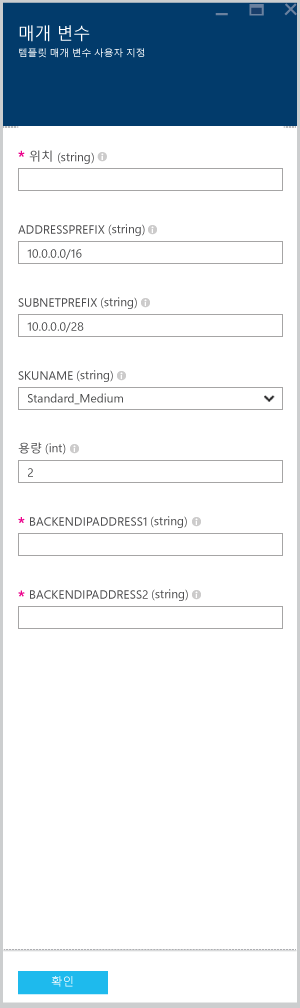 매개 변수
템플릿 매개 변수 사용자 지정
* 위치 (string)
ADDRESSPREFIX (string)
10.0.0.0/16
SUBNETPREFIX (string)
10.0.0.0/28
SKUNAME (string)
Standard_Medium
용량 (int)
2
* BACKENDIPADDRESS1 (string)
* BACKENDIPADDRESS2 (string)
확인